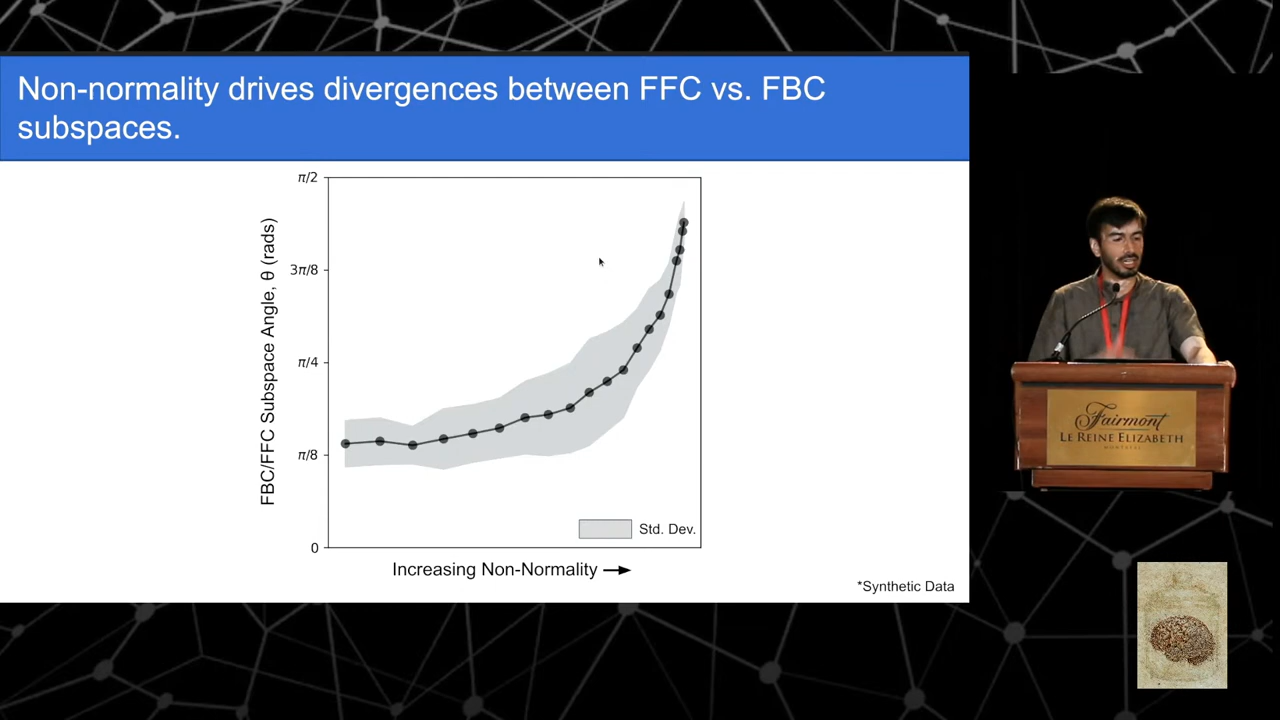 Non-normality drives divergences between FFC vs. FBC
subspaces.
π/2
3π/8
π/4
π/8
0
FBC/FFC Subspace Angle, θ (rads)
Std. Dev.
Increasing Non-Normality
*Synthetic Data
Fairmont
LE REINE ELIZABETH
MONTRÉAL